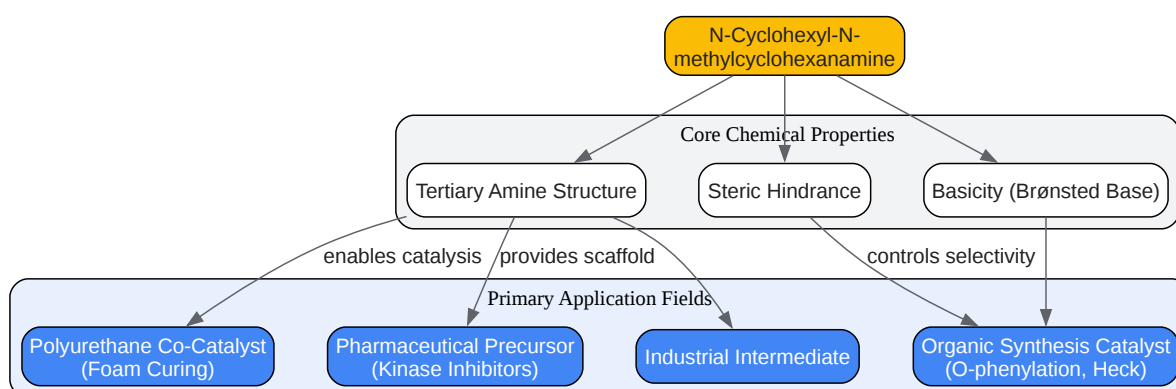 N-Cyclohexyl-N-
methylcyclohexanamine
Core Chemical Properties
Tertiary Amine Structure
Steric Hindrance
Basicity (Brønsted Base)
enables catalysis
provides scaffold
controls selectivity
Primary Application Fields
Polyurethane Co-Catalyst
(Foam Curing)
Pharmaceutical Precursor
(Kinase Inhibitors)
Industrial Intermediate
Organic Synthesis Catalyst
(O-phenylation, Heck)